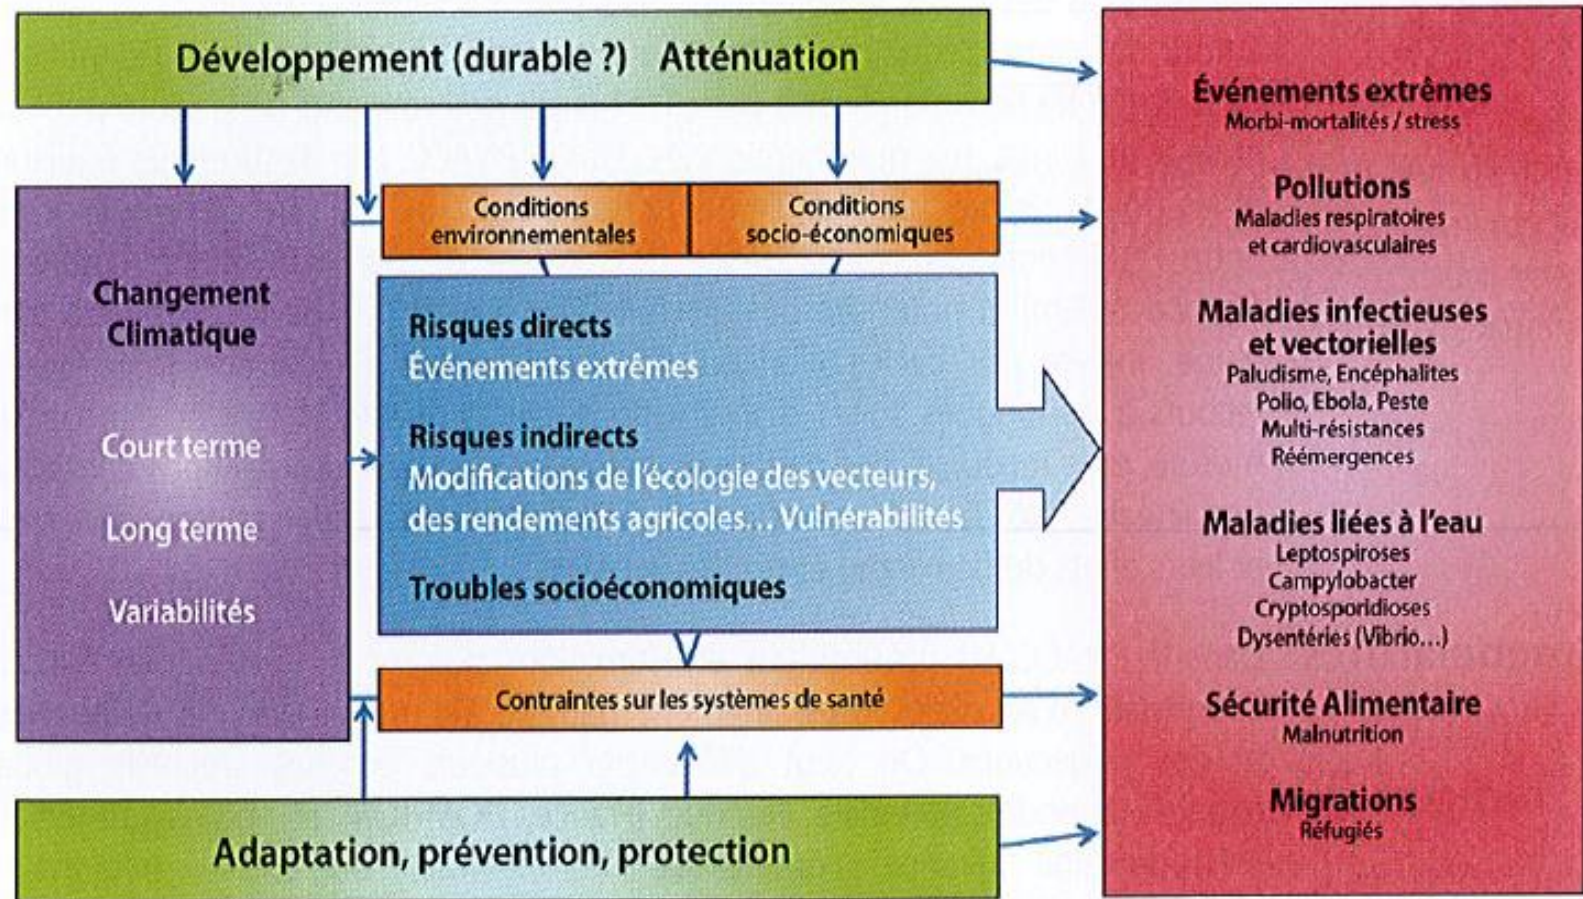 Développement (durable ?) Atténuation
Changement
Climatique
Court terme
Long terme
Variabilités
Conditions
environnementales
Conditions
socio-économiques
Risques directs
Événements extrêmes
Risques indirects
Modifications de l'écologie des vecteurs,
des rendements agricoles... Vulnérabilités
Troubles socioéconomiques
Contraintes sur les systèmes de santé
Adaptation, prévention, protection
Événements extrêmes
Morbi-mortalités / stress
Pollutions
Maladies respiratoires
et cardiovasculaires
Maladies infectieuses
et vectorielles
Paludisme, Encéphalites
Polio, Ebola, Peste
Multi-résistances
Réémergences
Maladies liées à l'eau
Leptospiroses
Campylobacter
Cryptosporidioses
Dysentéries (Vibrio...)
Sécurité Alimentaire
Malnutrition
Migrations
Réfugiés